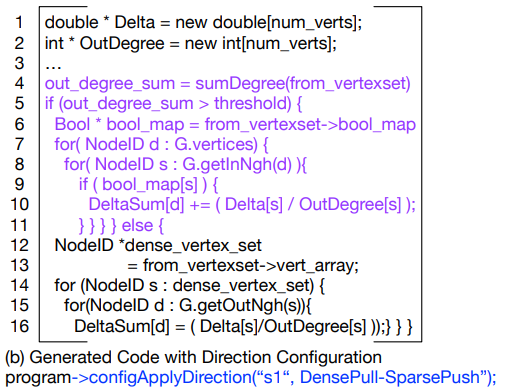 1 double * Delta = new double[num_verts];
2 int * OutDegree = new int[num_verts];
3 …
4 out_degree_sum = sumDegree(from_vertexset)
5 if (out_degree_sum > threshold) {
6 Bool * bool_map = from_vertexset->bool_map
7 for( NodeID d : G.vertices) {
8 for( NodeID s : G.getInNgh(d) ){
9 if ( bool_map[s] ) {
10 DeltaSum[d] += ( Delta[s] / OutDegree[s] );
11 } } } } else {
12 NodeID *dense_vertex_set
13 = from_vertexset->vert_array;
14 for (NodeID s : dense_vertex_set) {
15 for(NodeID d : G.getOutNgh(s)){
16 DeltaSum[d] = ( Delta[s]/OutDegree[s] ));} } }
(b) Generated Code with Direction Configuration
program->configApplyDirection(“s1“, DensePull-SparsePush”);